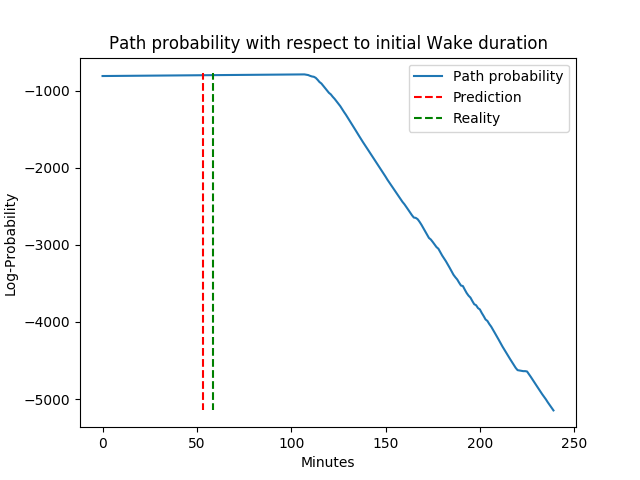 Path probability with respect to initial Wake duration
Path probability
Prediction
Reality
Log-Probability
−1000
−2000
−3000
−4000
−5000
0 50 100 150 200 250
Minutes